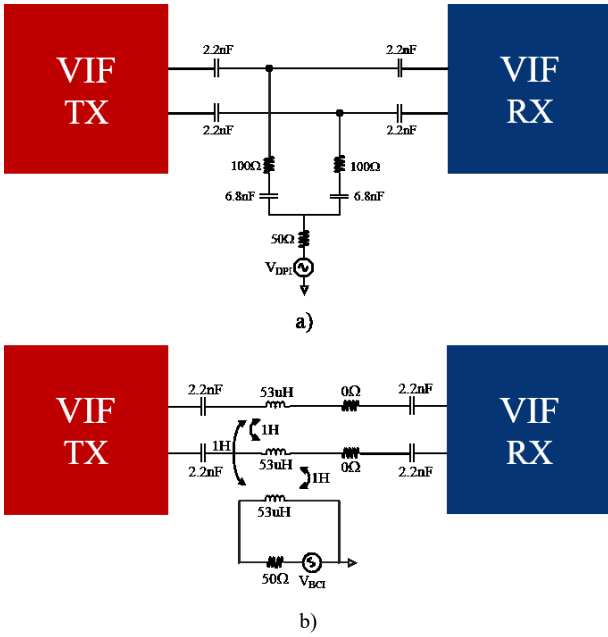 VIF
TX
2.2nF
2.2nF
VIF
RX
2.2nF
2.2nF
100Ω
100Ω
6.8nF
6.8nF
50Ω
V_DPI
a)
VIF
TX
2.2nF
53uH
0Ω
2.2nF
VIF
RX
1H
1H
0Ω
2.2nF
53uH
2.2nF
1H
53uH
50Ω
V_BCI
b)